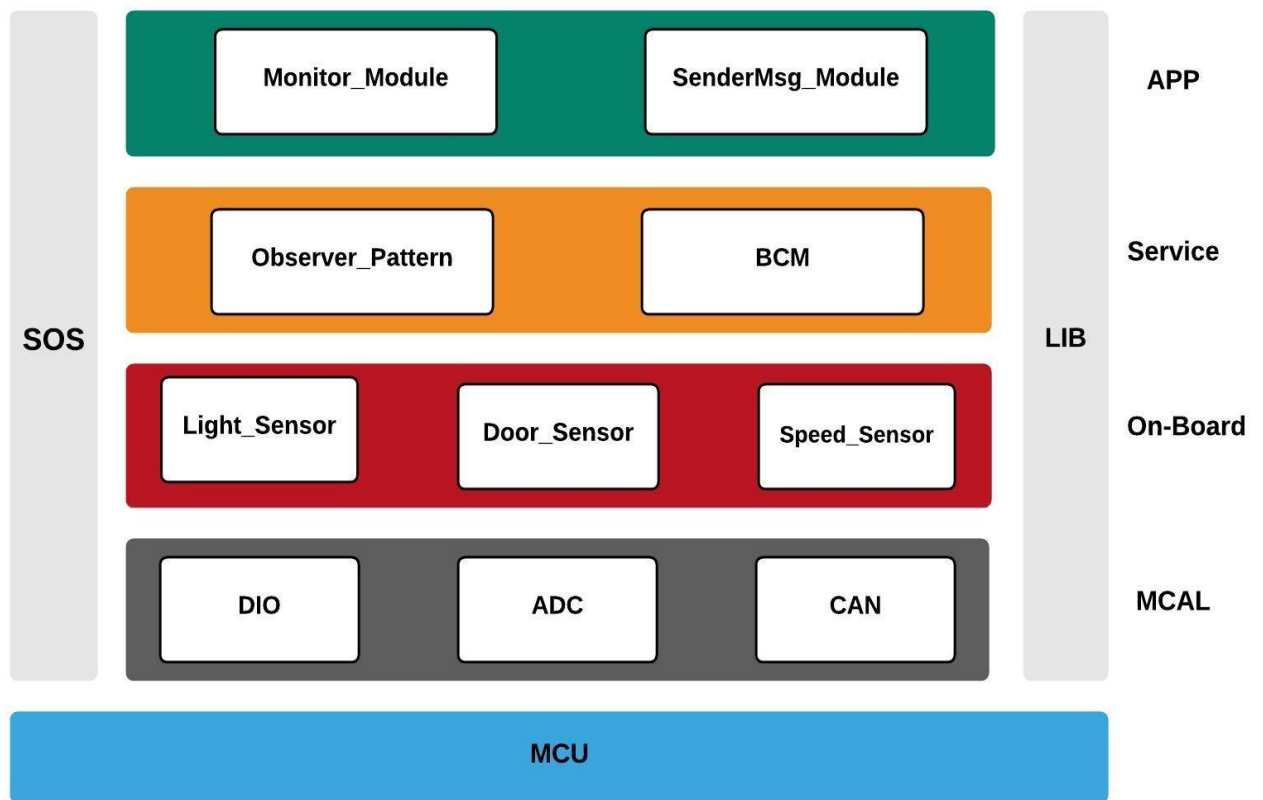 Monitor_Module
SenderMsg_Module
APP
Observer_Pattern
BCM
Service
SOS
LIB
Light_Sensor
Door_Sensor
Speed_Sensor
On-Board
DIO
ADC
CAN
MCAL
MCU